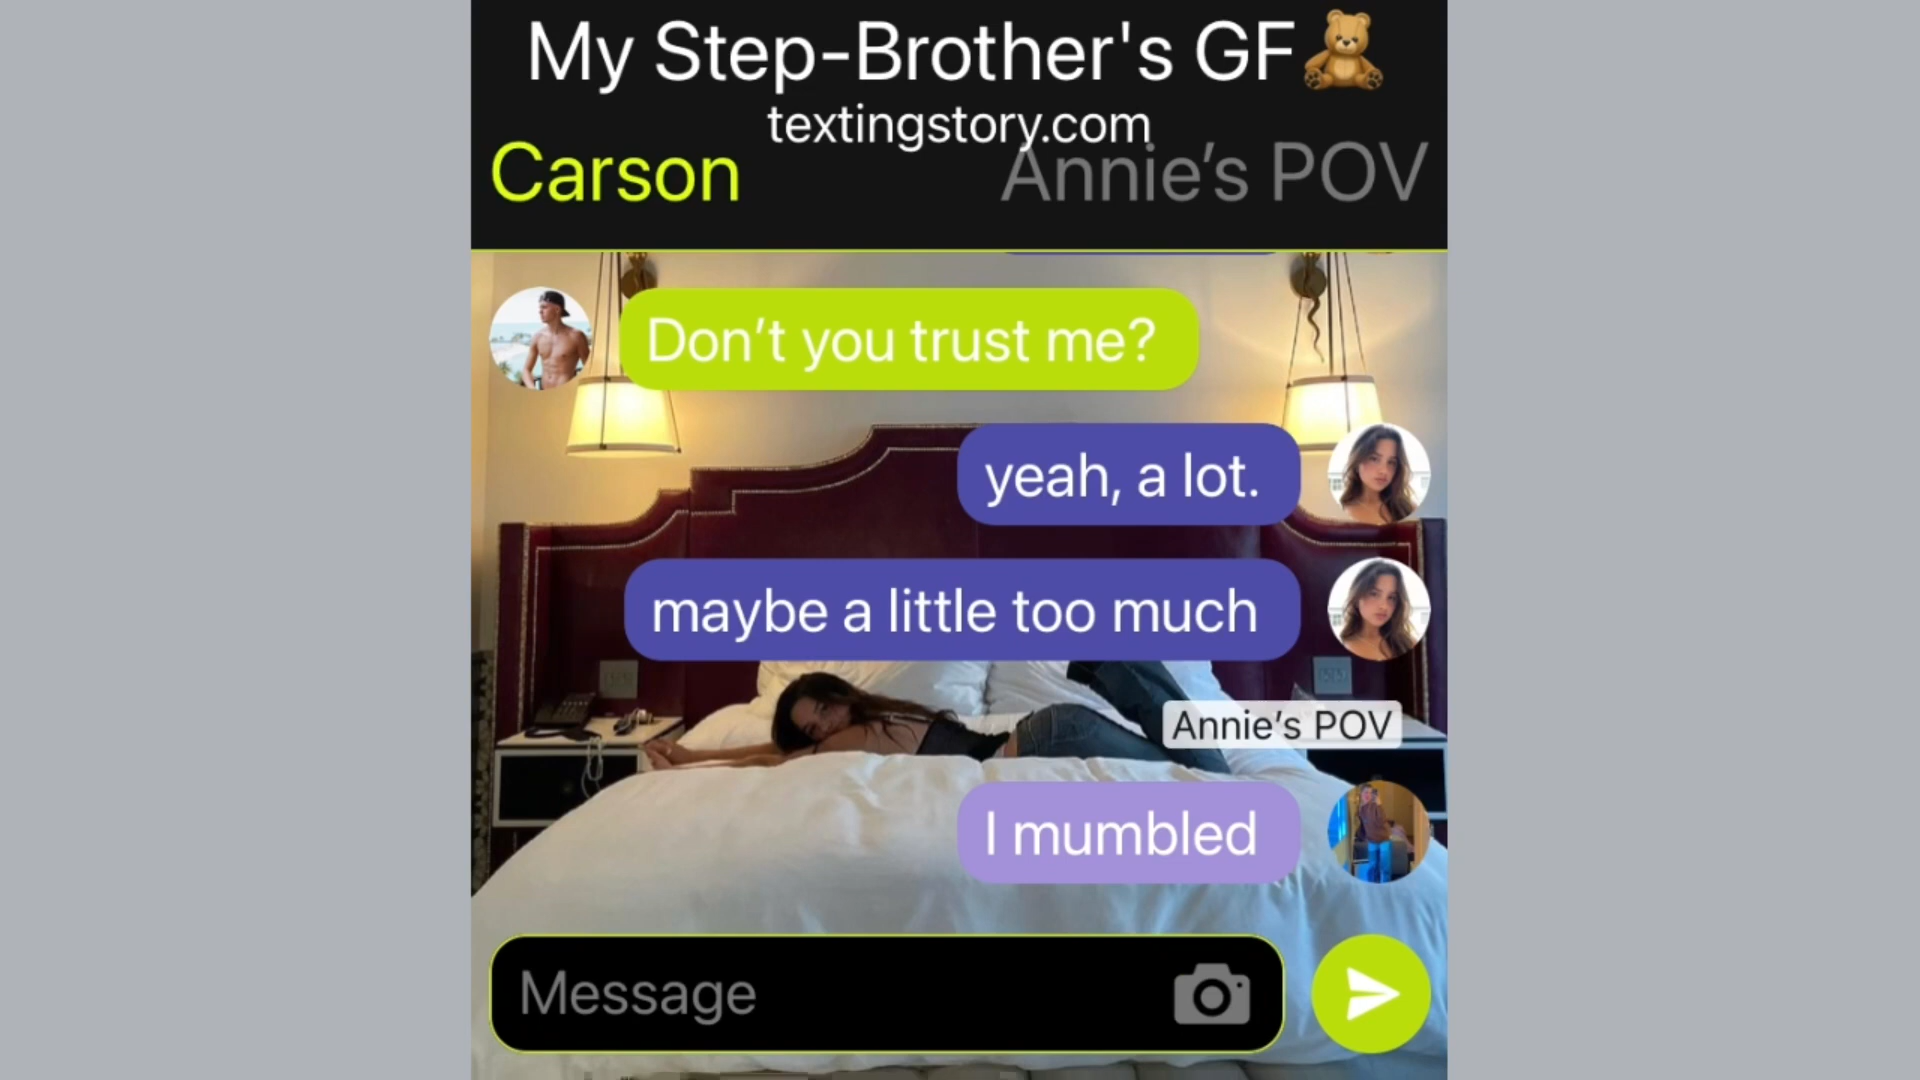 My Step-Brother's GF🧸
textingstory.com
Carson
Annie’s POV
Don’t you trust me?
yeah, a lot.
maybe a little too much
Annie’s POV
I mumbled
Message